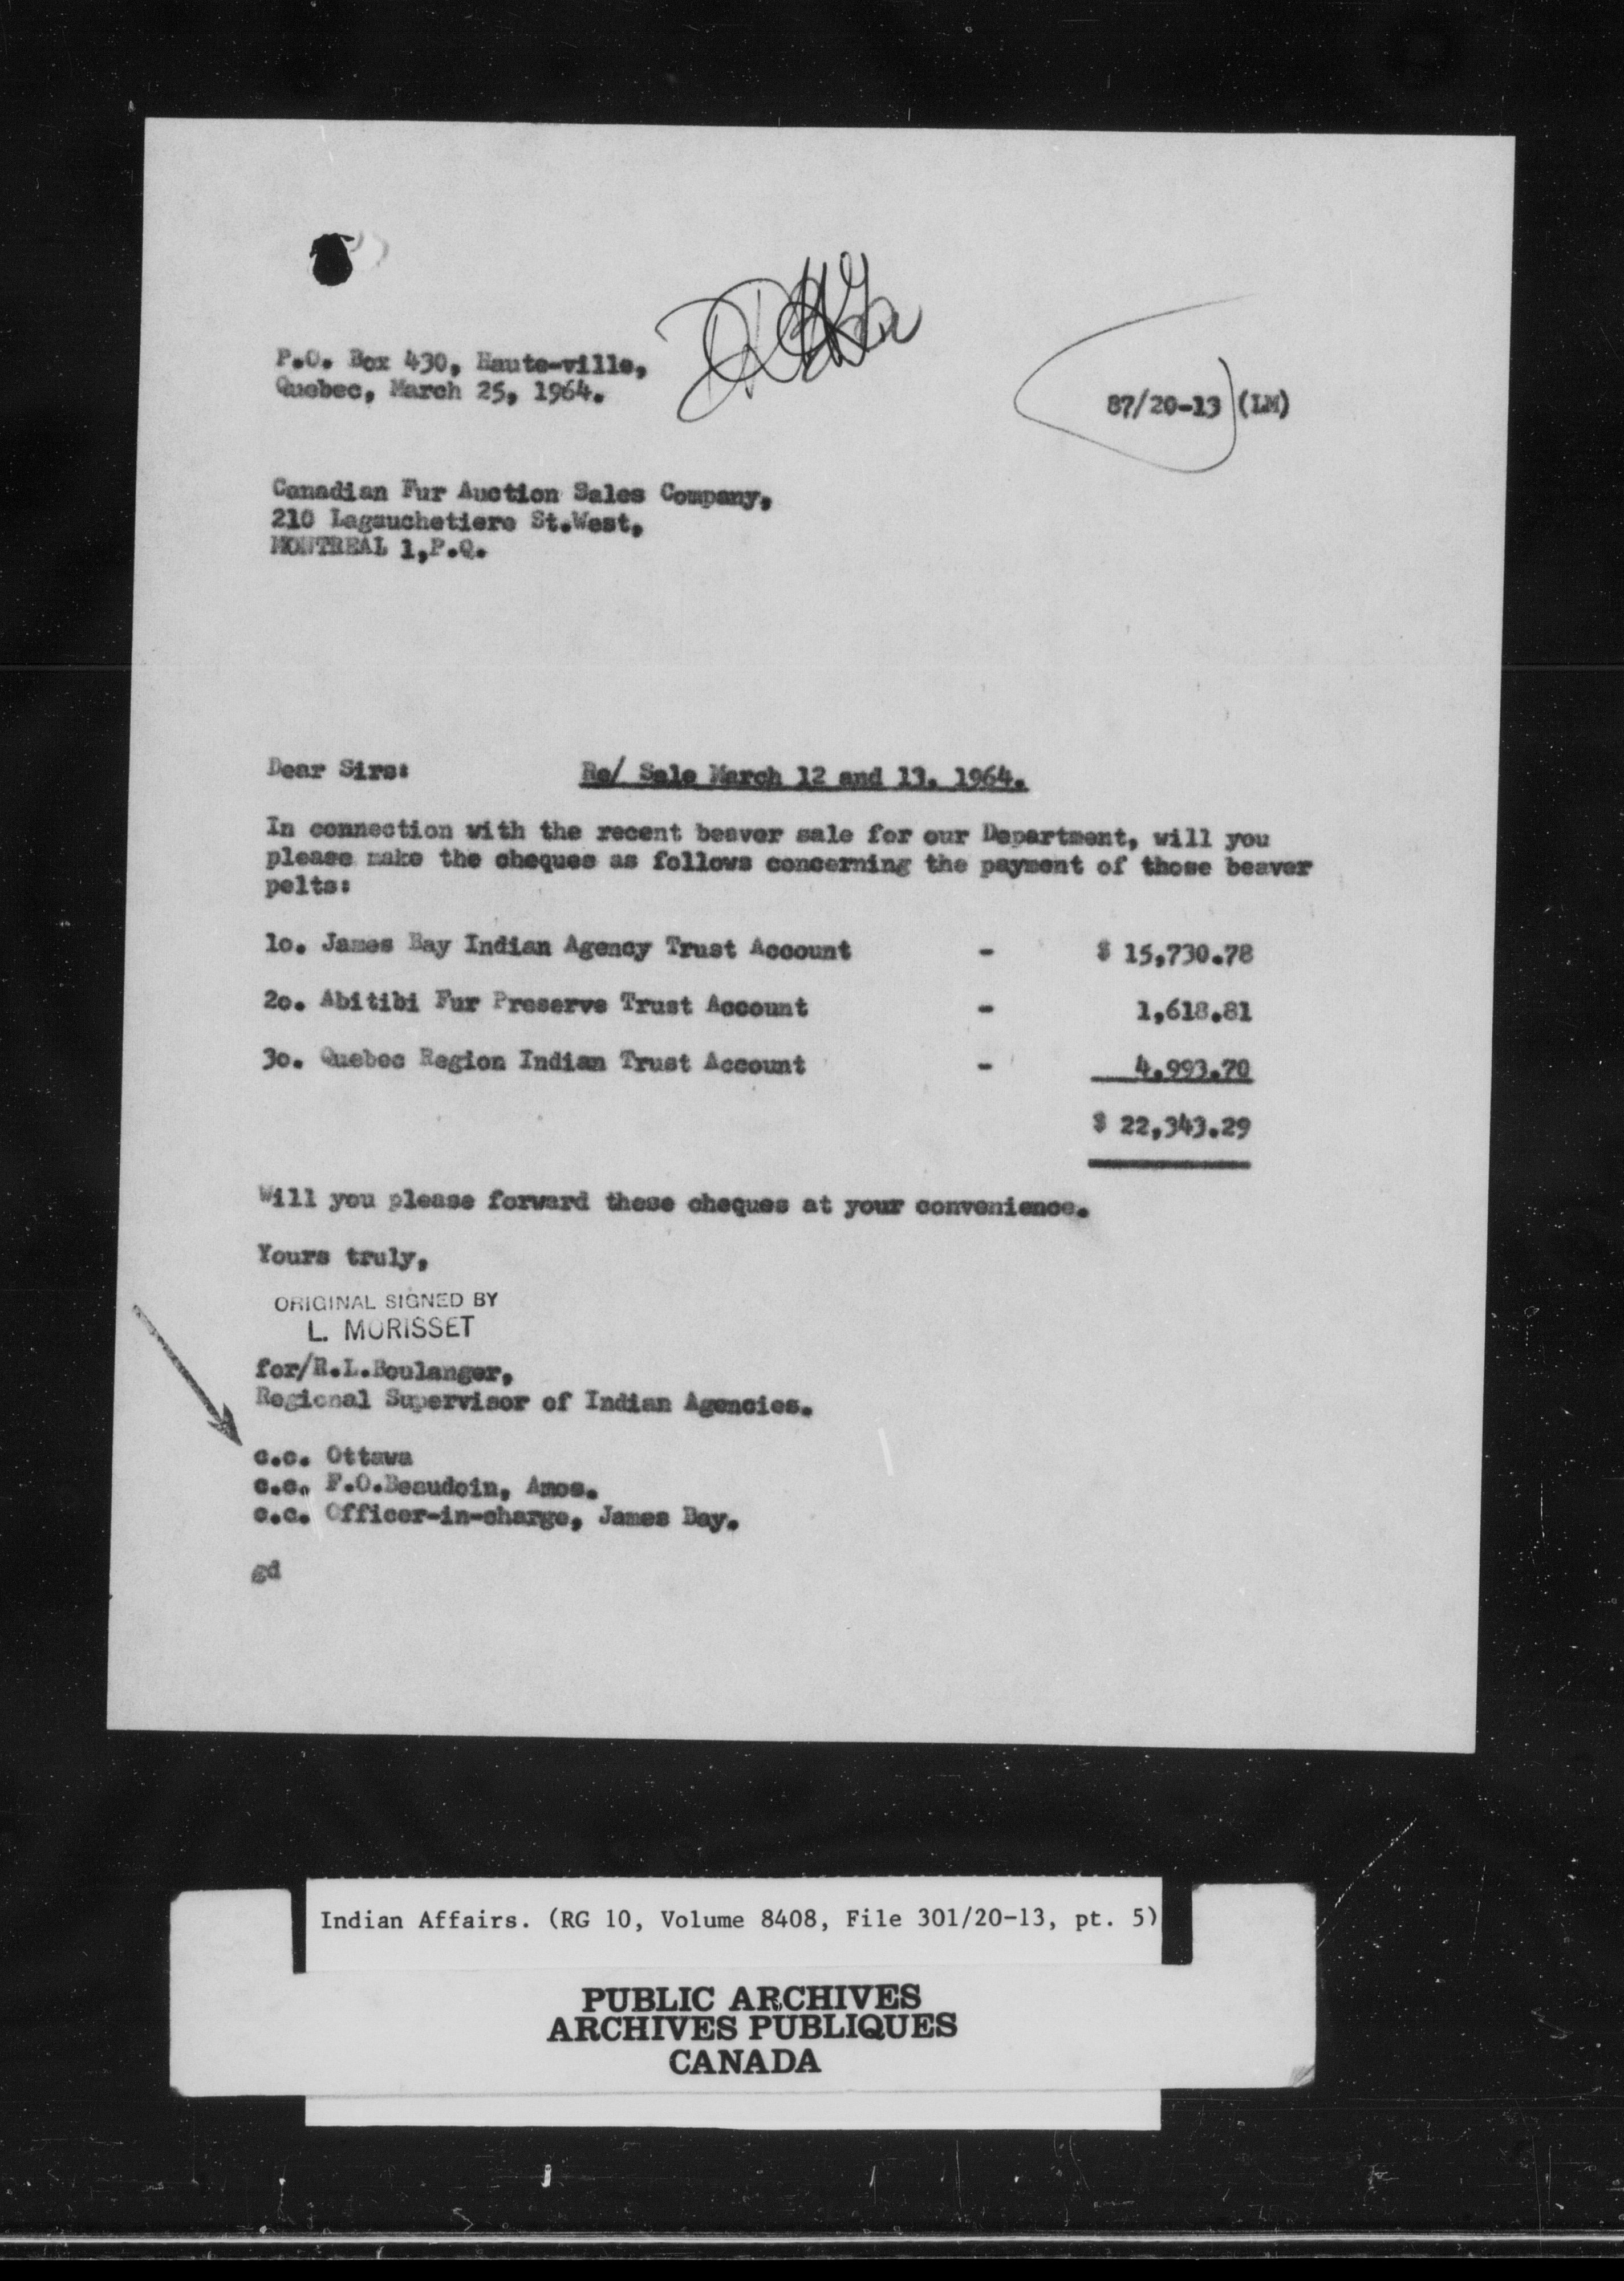 P.O. Box 430, Haute-ville,
Quebec, March 25, 1964.
87/20-13 (LM)
Canadian Fur Auction Sales Company,
210 Lagauchetiere St.West,
MONTREAL 1,P.Q.
Dear Sirs: Re/ Sale March 12 and 13, 1964.
In connection with the recent beaver sale for our Department, will you
please make the cheques as follows concerning the payment of those beaver
pelts:
1o. James Bay Indian Agency Trust Account - $ 15,730.78
2o. Abitibi Fur Preserve Trust Account - 1,618.81
3o. Quebec Region Indian Trust Account - 4,993.70
$ 22,343.29
Will you please forward these cheques at your convenience.
Yours truly,
ORIGINAL SIGNED BY
L. MORISSET
for/R.L.Boulanger,
Regional Supervisor of Indian Agencies.
c.c. Ottawa
c.c. F.O.Beaudoin, Amos.
c.c. Officer-in-charge, James Bay.
gd
Indian Affairs. (RG 10, Volume 8408, File 301/20-13, pt. 5)
PUBLIC ARCHIVES
ARCHIVES PUBLIQUES
CANADA